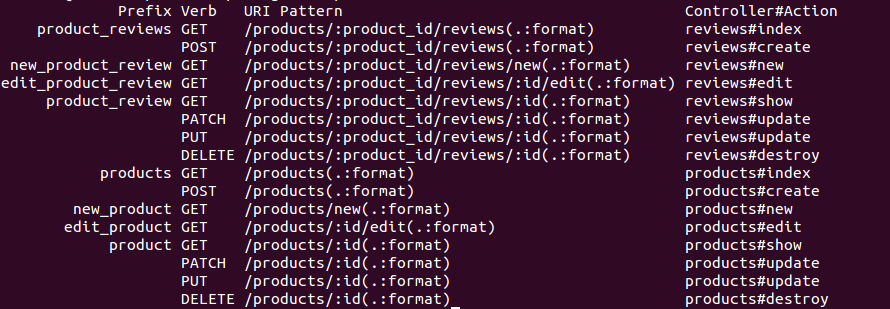 Prefix Verb URI Pattern Controller#Action
product_reviews GET /products/:product_id/reviews(.:format) reviews#index
POST /products/:product_id/reviews(.:format) reviews#create
new_product_review GET /products/:product_id/reviews/new(.:format) reviews#new
edit_product_review GET /products/:product_id/reviews/:id/edit(.:format) reviews#edit
product_review GET /products/:product_id/reviews/:id(.:format) reviews#show
PATCH /products/:product_id/reviews/:id(.:format) reviews#update
PUT /products/:product_id/reviews/:id(.:format) reviews#update
DELETE /products/:product_id/reviews/:id(.:format) reviews#destroy
products GET /products(.:format) products#index
POST /products(.:format) products#create
new_product GET /products/new(.:format) products#new
edit_product GET /products/:id/edit(.:format) products#edit
product GET /products/:id(.:format) products#show
PATCH /products/:id(.:format) products#update
PUT /products/:id(.:format) products#update
DELETE /products/:id(.:format) products#destroy